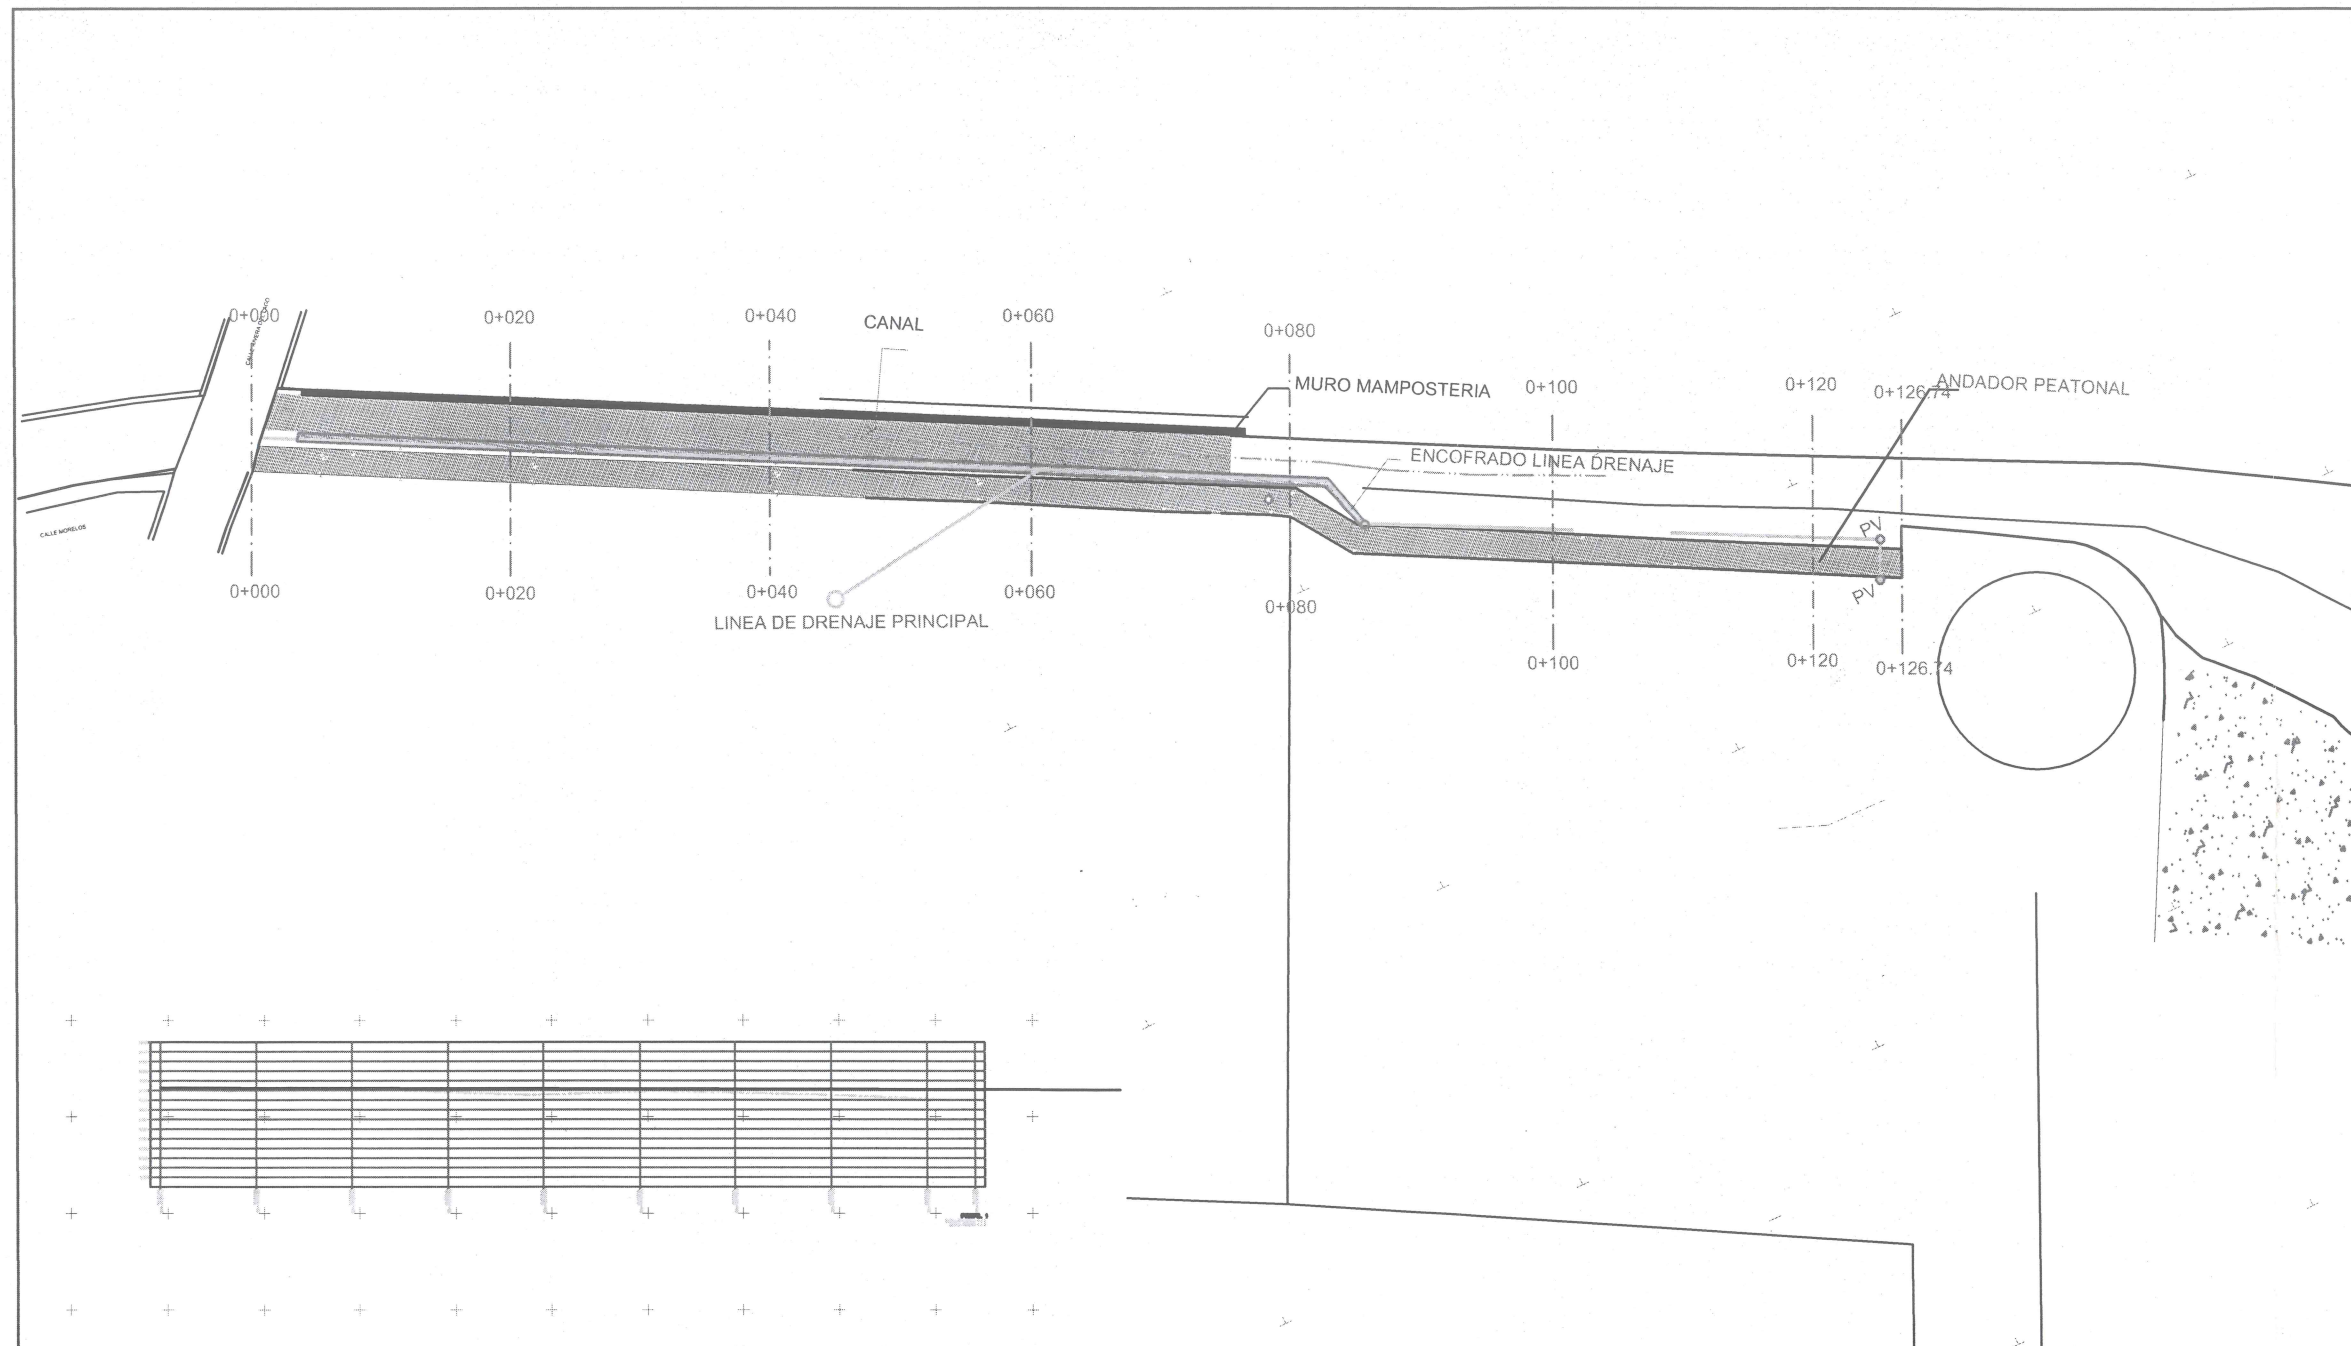 0+000
0+020
0+040
CANAL
0+060
0+080
MURO MAMPOSTERIA
0+100
0+120
0+126.74
ANDADOR PEATONAL
ENCOFRADO LINEA DRENAJE
CALLE MORELOS
PV
PV
0+000
0+020
0+040
0+060
0+080
LINEA DE DRENAJE PRINCIPAL
0+100
0+120
0+126.74